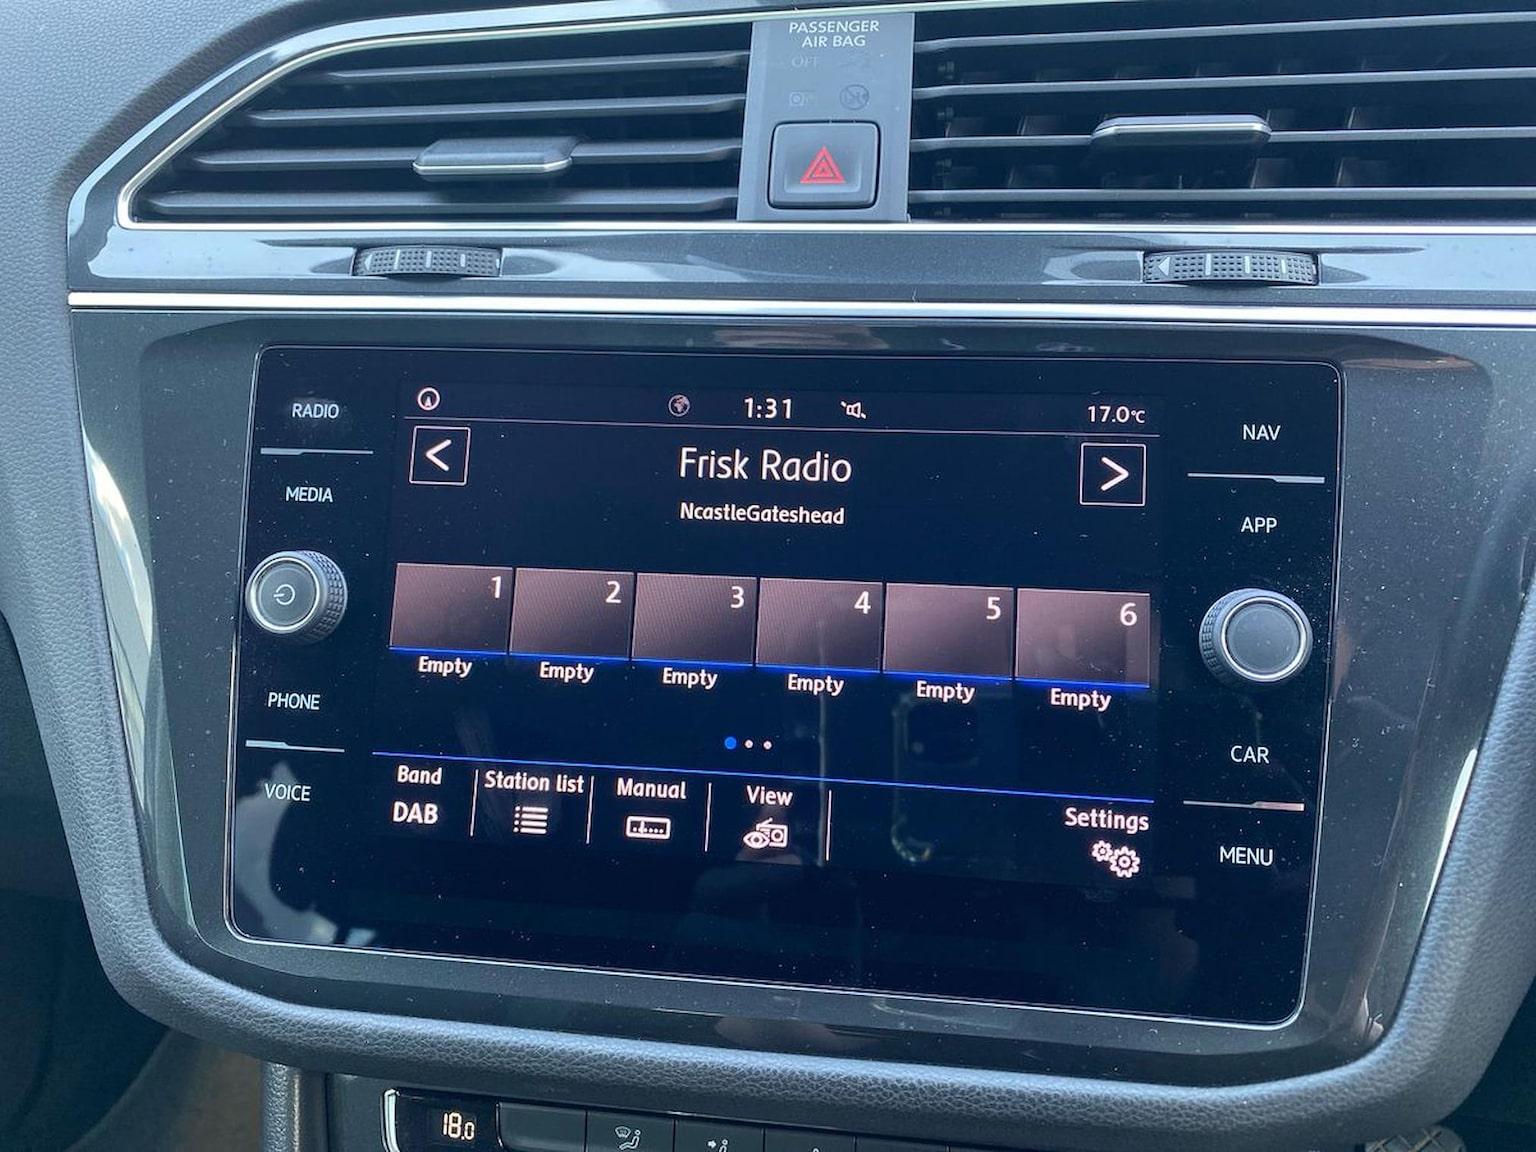 PASSENGER
AIR BAG
OFF
RADIO
MEDIA
PHONE
VOICE
1:31
17.0°C
Frisk Radio
NcastleGateshead
1 2 3 4 5 6
Empty Empty Empty Empty Empty Empty
Band Station list Manual View Settings
DAB
NAV
APP
CAR
MENU
18.0